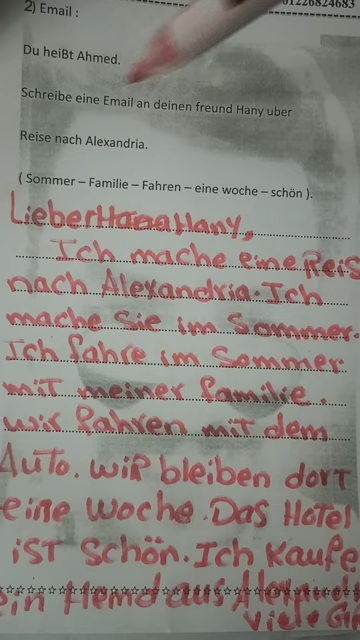 01226824683
2) Email :
Du heißt Ahmed.
Schreibe eine Email an deinen freund Hany uber
Reise nach Alexandria.
( Sommer – Familie – Fahren – eine woche – schön ).
Lieber Hany,
Ich mache eine Reis
nach Alexandria. Ich
mache Sie im Sommer.
Ich fahre im Sommer
mit meiner familie.
wir fahren mit dem
Auto. wir bleiben dort
eine woche. Das Hotel
ist schön. Ich Kaufe
ein Hemd aus
viele